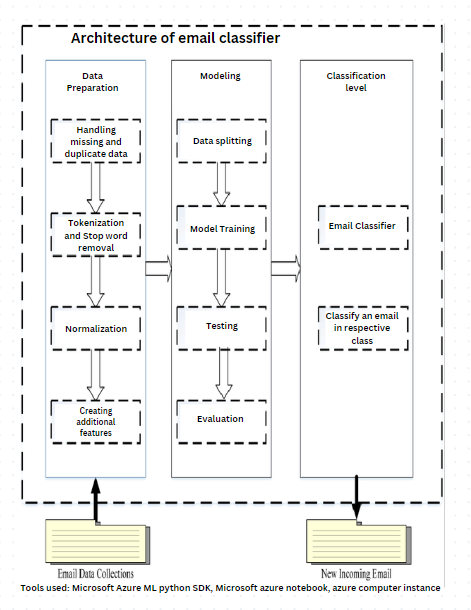 Architecture of email classifier
Data
Preparation
Handling
missing and
duplicate data
Tokenization
and Stop word
removal
Normalization
Creating
additional
features
Modeling
Data splitting
Model Training
Testing
Evaluation
Classification
level
Email Classifier
Classify an email
in respective
class
Email Data Collections
New Incoming Email
Tools used: Microsoft Azure ML python SDK, Microsoft azure notebook, azure computer instance